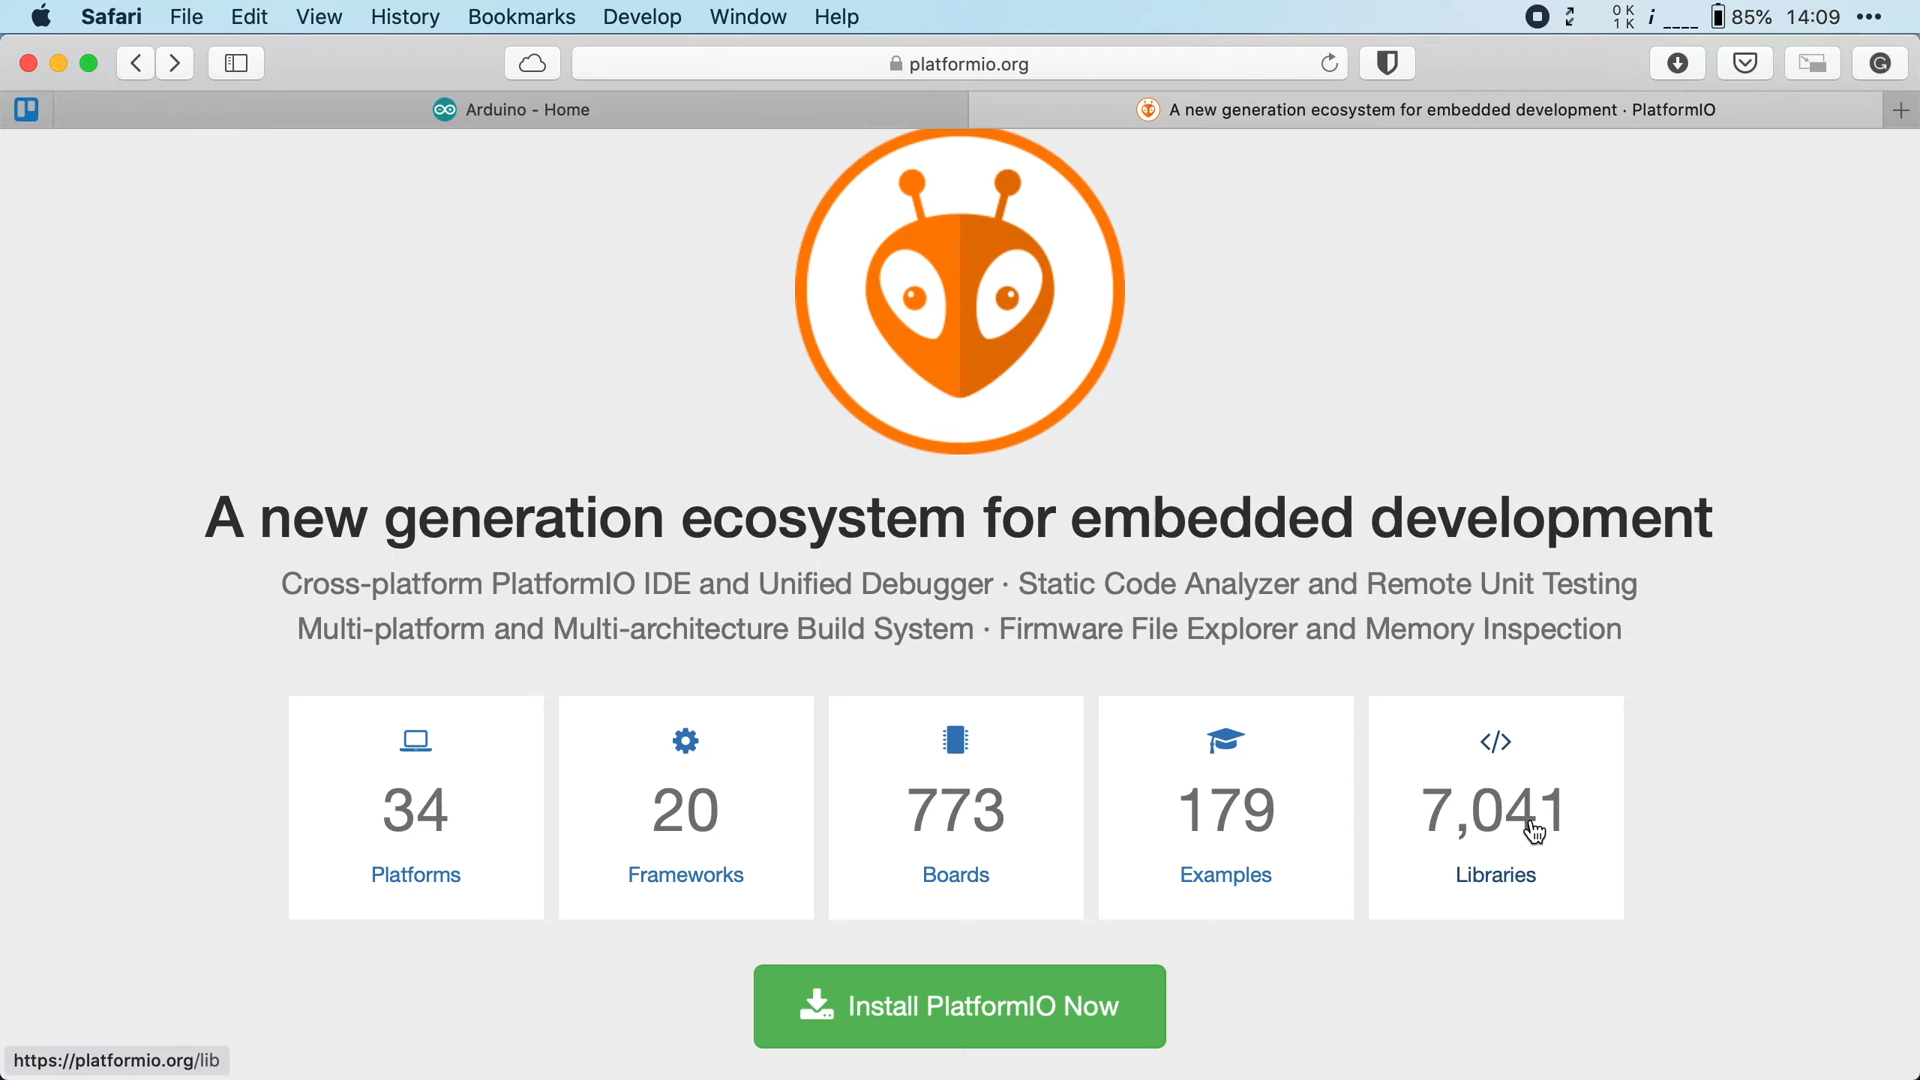 Safari File Edit View History Bookmarks Develop Window Help 0 K 1 K i 85% 14:09
platformio.org
Arduino - Home
A new generation ecosystem for embedded development · PlatformIO
A new generation ecosystem for embedded development
Cross-platform PlatformIO IDE and Unified Debugger · Static Code Analyzer and Remote Unit Testing
Multi-platform and Multi-architecture Build System · Firmware File Explorer and Memory Inspection
34 20 773 179 7,041
Platforms Frameworks Boards Examples Libraries
Install PlatformIO Now
https://platformio.org/lib